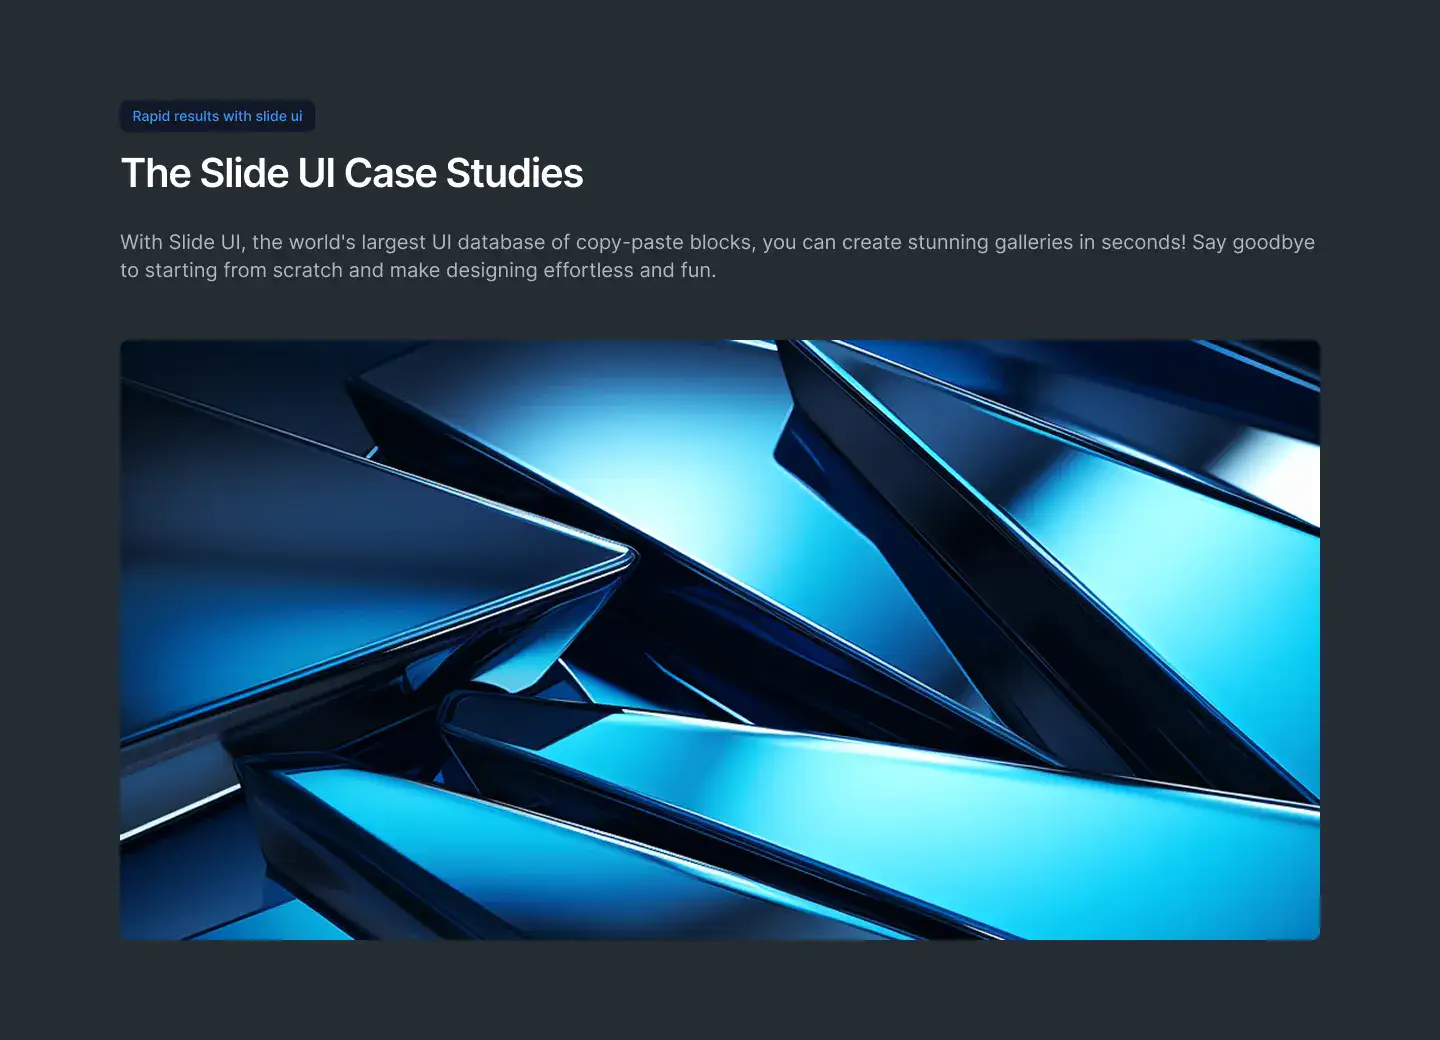 Rapid results with slide ui
The Slide UI Case Studies
With Slide UI, the world's largest UI database of copy-paste blocks, you can create stunning galleries in seconds! Say goodbye
to starting from scratch and make designing effortless and fun.